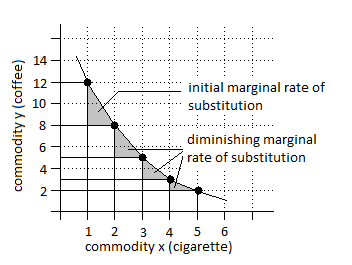 commodity y (coffee)
14
12
10
8
6
4
2
initial marginal rate of
substitution
diminishing marginal
rate of substitution
1 2 3 4 5 6
commodity x (cigarette)